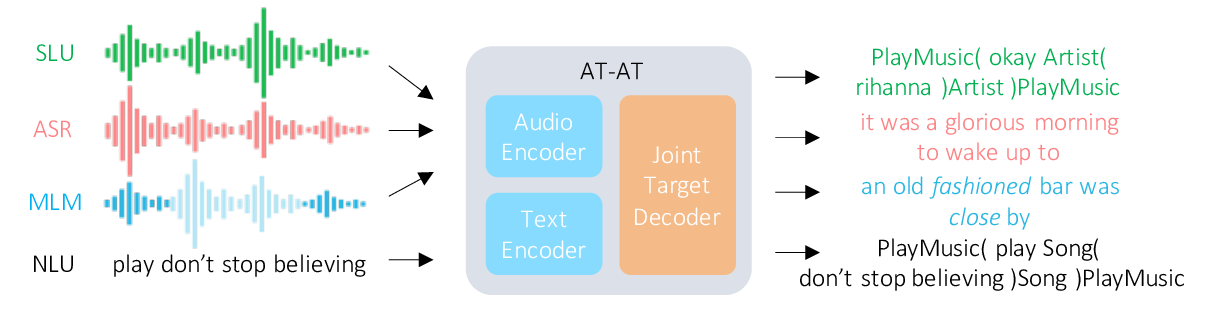 SLU
ASR
MLM
NLU
play don't stop believing
AT-AT
Audio
Encoder
Text
Encoder
Joint
Target
Decoder
PlayMusic( okay Artist(
rihanna )Artist )PlayMusic
it was a glorious morning
to wake up to
an old fashioned bar was
close by
PlayMusic( play Song(
don't stop believing )Song )PlayMusic